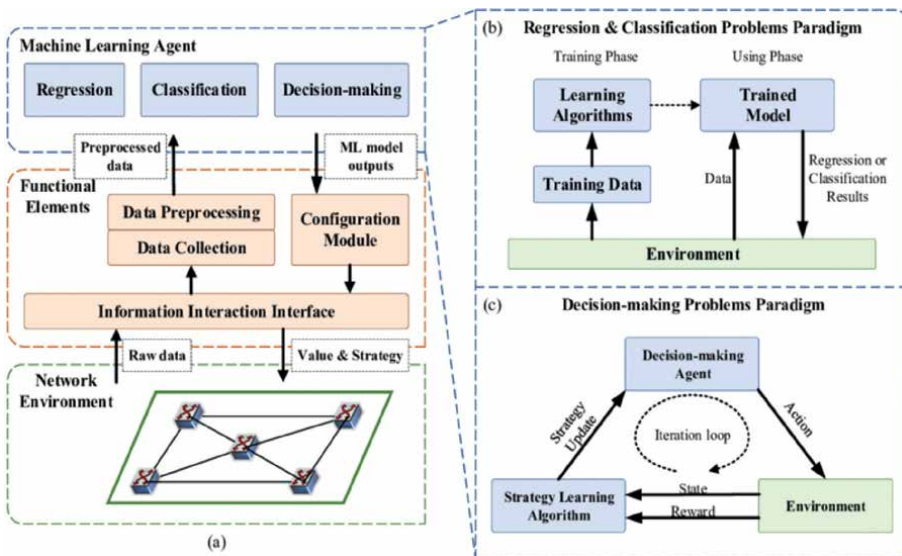 Machine Learning Agent
Regression
Classification
Decision-making
Preprocessed
data
ML model
outputs
Functional
Elements
Data Preprocessing
Data Collection
Configuration
Module
Information Interaction Interface
Raw data
Value & Strategy
Network
Environment
(a)
(b)
Regression & Classification Problems Paradigm
Training Phase
Using Phase
Learning
Algorithms
Trained
Model
Training Data
Data
Regression or
Classification
Results
Environment
(c)
Decision-making Problems Paradigm
Decision-making
Agent
Strategy
Update
Iteration loop
Action
State
Reward
Strategy Learning
Algorithm
Environment